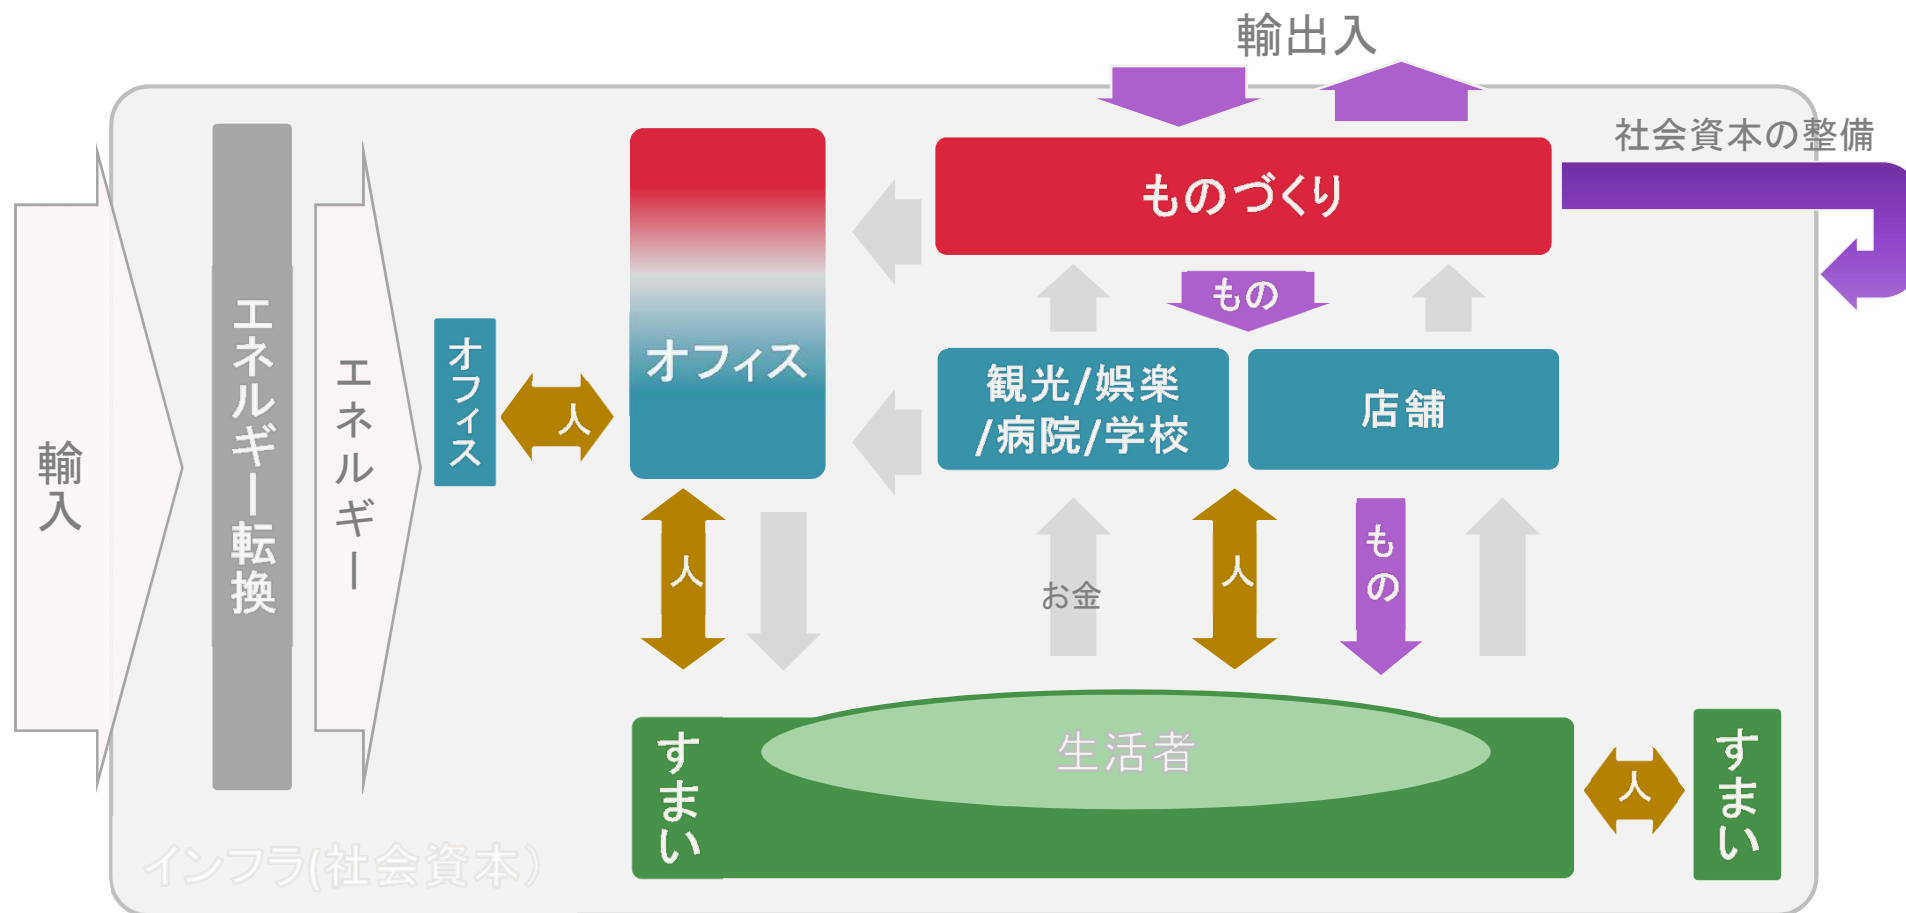 輸出入
社会資本の整備
ものづくり
もの
エネルギー転換
エネルギー
オフィス
人
オフィス
観光/娯楽
/病院/学校
店舗
輸入
人
お金
人
もの
すまい
生活者
人
すまい
インフラ(社会資本)